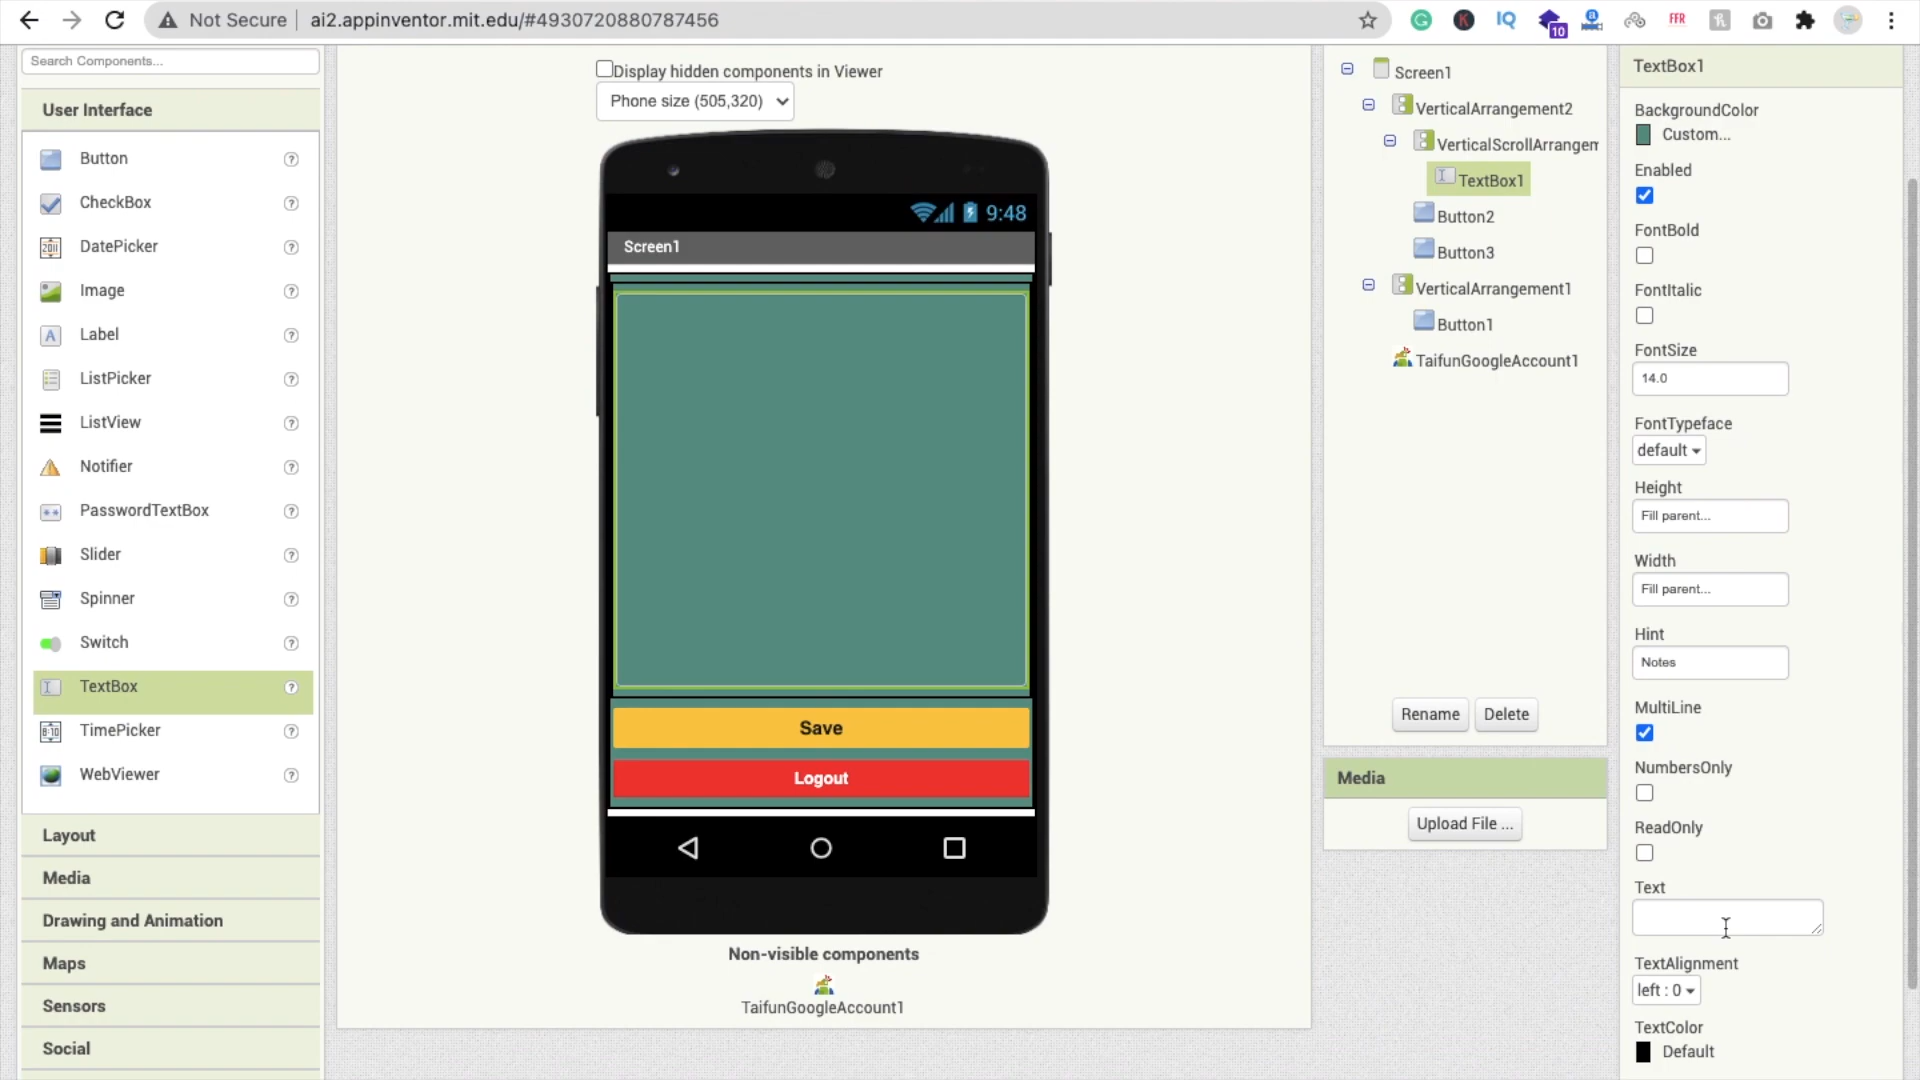 Not Secure
ai2.appinventor.mit.edu/#4930720880787456
IQ
10
FFR
Search Components...
User Interface
Button
CheckBox
DatePicker
Image
Label
ListPicker
ListView
Notifier
PasswordTextBox
Slider
Spinner
Switch
TextBox
TimePicker
WebViewer
Layout
Media
Drawing and Animation
Maps
Sensors
Social
Display hidden components in Viewer
Phone size (505,320)
9:48
Screen1
Save
Logout
Non-visible components
TaifunGoogleAccount1
Screen1
VerticalArrangement2
VerticalScrollArrangem
TextBox1
Button2
Button3
VerticalArrangement1
Button1
TaifunGoogleAccount1
Rename
Delete
Media
Upload File ...
TextBox1
BackgroundColor
Custom...
Enabled
FontBold
FontItalic
FontSize
14.0
FontTypeface
default
Height
Fill parent...
Width
Fill parent...
Hint
Notes
MultiLine
NumbersOnly
ReadOnly
Text
TextAlignment
left : 0
TextColor
Default